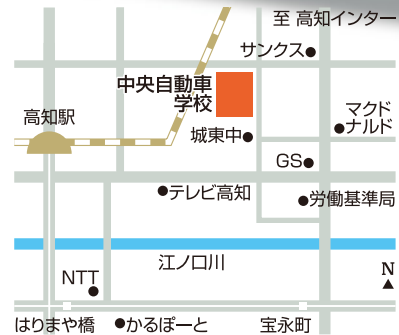 至 高知インター
サンクス
中央自動車
学校
高知駅
マクド
ナルド
城東中
GS
テレビ高知
労働基準局
江ノ口川
N
NTT
はりまや橋
かるぽーと
宝永町